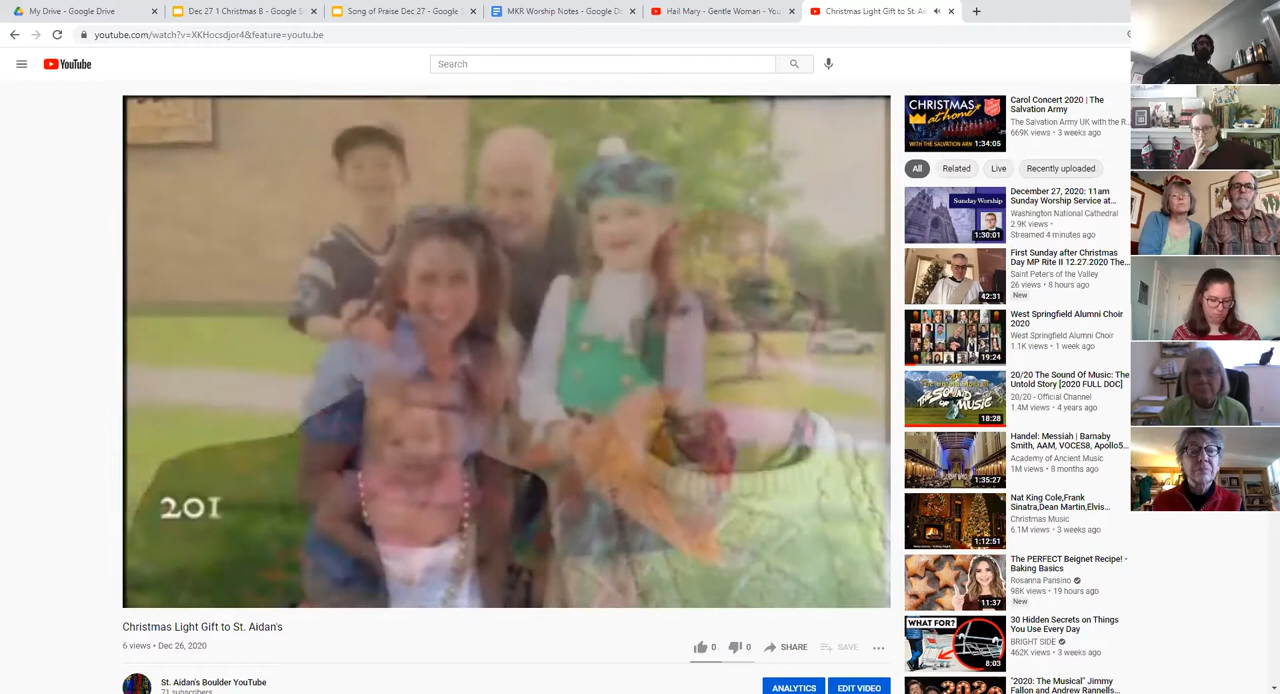 My Drive - Google Drive
Dec 27 1 Christmas B - Google S
Song of Praise Dec 27 - Google S
MKR Worship Notes - Google Do
Hail Mary - Gentle Woman - You
Christmas Light Gift to St. Ai
youtube.com/watch?v=XKHocsdjor4&feature=youtu.be
YouTube
Search
201
Christmas Light Gift to St. Aidan's
6 views • Dec 26, 2020
0
0
SHARE
SAVE
St. Aidan's Boulder YouTube
71 subscribers
ANALYTICS
EDIT VIDEO
CHRISTMAS
at home
WITH THE SALVATION ARM
1:34:05
Carol Concert 2020 | The
Salvation Army
The Salvation Army UK with the R...
669K views • 3 weeks ago
All
Related
Live
Recently uploaded
Sunday Worship
1:30:01
December 27, 2020: 11am
Sunday Worship Service at...
Washington National Cathedral
2.9K views •
Streamed 4 minutes ago
42:31
First Sunday after Christmas
Day MP Rite II 12.27.2020 The...
Saint Peter's of the Valley
26 views • 8 hours ago
New
19:24
West Springfield Alumni Choir
2020
West Springfield Alumni Choir
1.1K views • 1 week ago
THE SOUND OF MUSIC
18:28
20/20 The Sound Of Music: The
Untold Story [2020 FULL DOC]
20/20 - Official Channel
1.4M views • 4 years ago
1:35:27
Handel: Messiah | Barnaby
Smith, AAM, VOCES8, Apollo5...
Academy of Ancient Music
1M views • 8 months ago
1:12:51
Nat King Cole,Frank
Sinatra,Dean Martin,Elvis...
Christmas Music
6.1M views • 3 weeks ago
11:37
The PERFECT Beignet Recipe! -
Baking Basics
Rosanna Pansino
98K views • 19 hours ago
New
WHAT FOR?
8:03
30 Hidden Secrets on Things
You Use Every Day
BRIGHT SIDE
462K views • 3 weeks ago
"2020: The Musical" Jimmy
Fallon and Andrew Rannells...